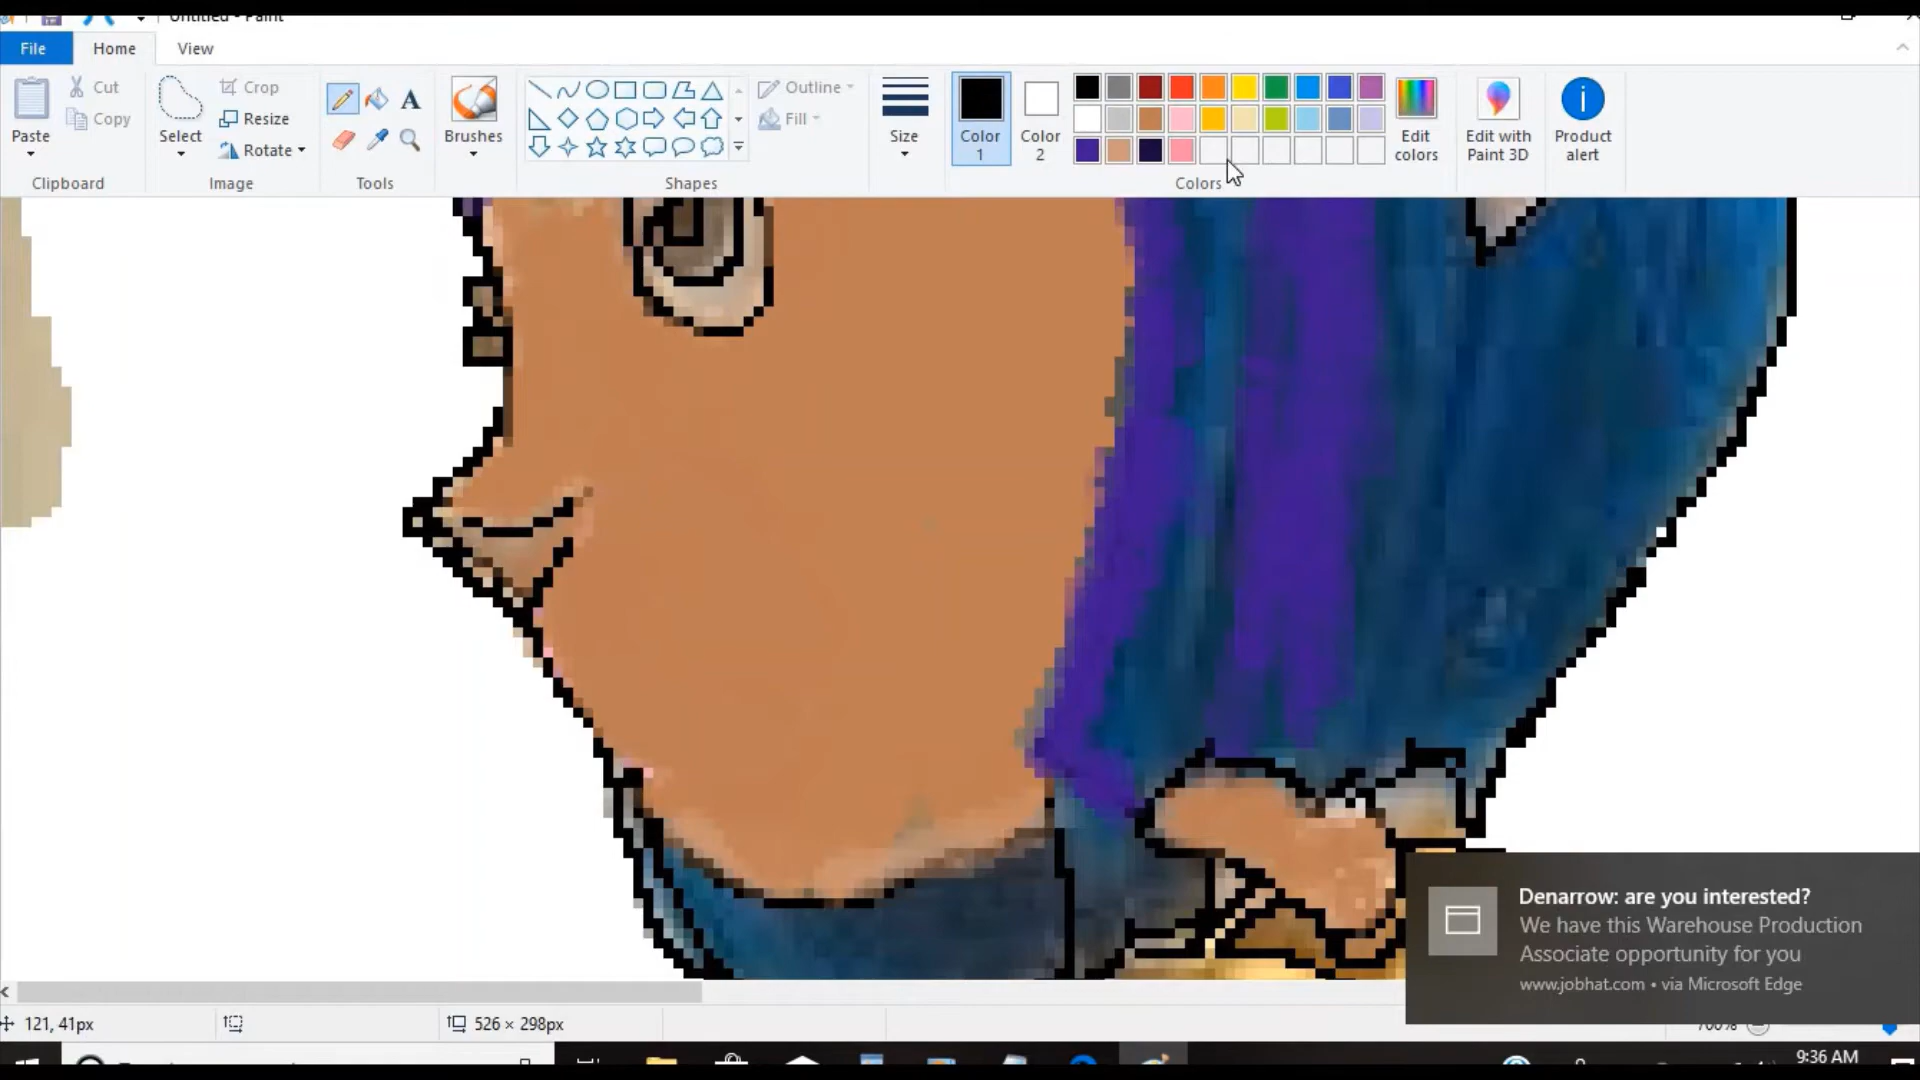 Untitled - Paint
File Home View
Paste Cut Copy Clipboard
Select Crop Resize Rotate Image
A Tools
Brushes
Outline Fill Shapes
Size
Color 1 Color 2 Colors
Edit colors
Edit with Paint 3D
Product alert
Denarrow: are you interested?
We have this Warehouse Production
Associate opportunity for you
www.jobhat.com • via Microsoft Edge
121, 41px 526 × 298px 700%
9:36 AM